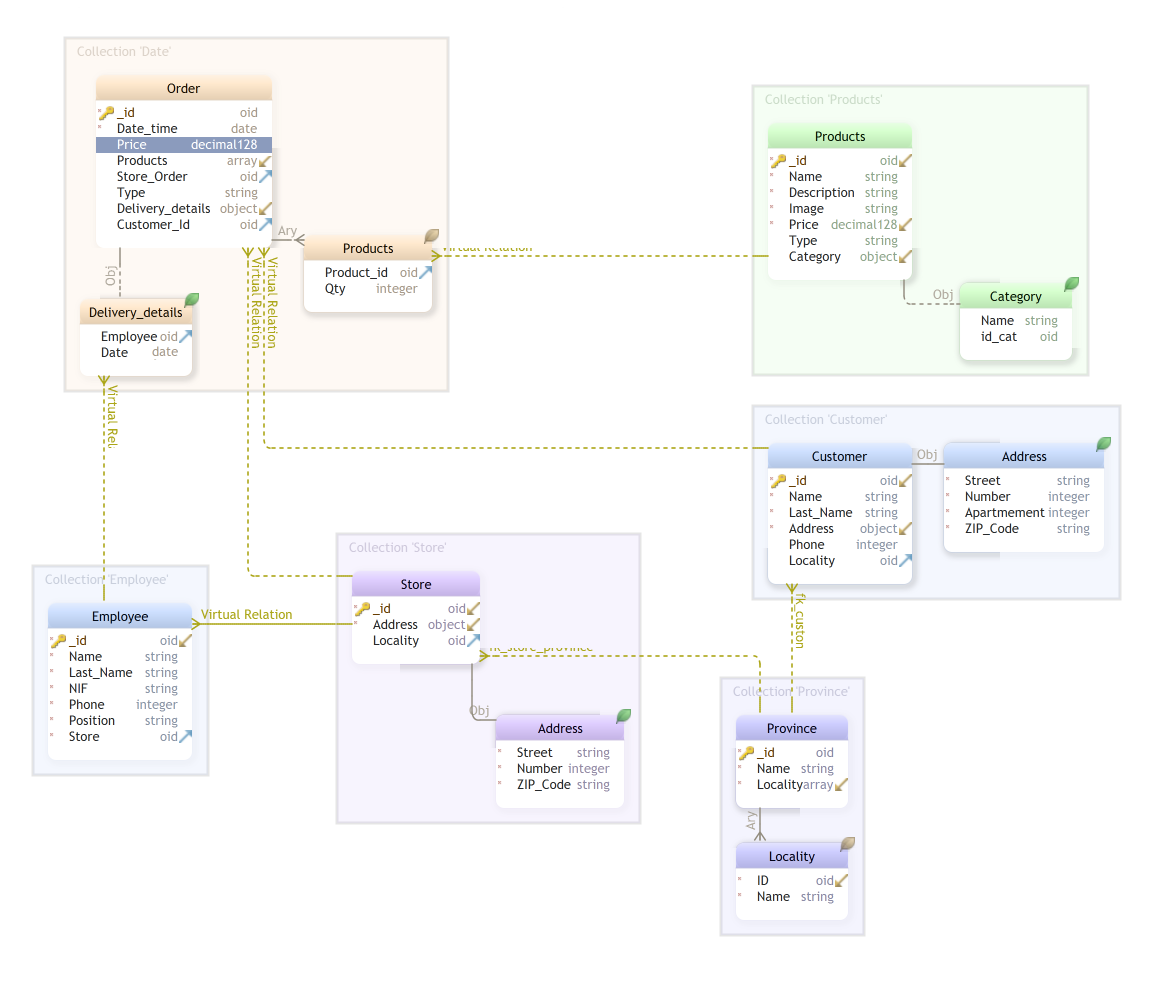 Collection 'Date'
Order
_id oid
Date_time date
Price decimal128
Products array
Store_Order oid
Type string
Delivery_details object
Customer_Id oid
Ary
Obj
Products
Product_id oid
Qty integer
Delivery_details
Employee oid
Date date
Virtual Relation
Virtual Relation
Virtual Relation
Virtual Rel
Collection 'Products'
Products
_id oid
Name string
Description string
Image string
Price decimal128
Type string
Category object
Obj
Category
Name string
id_cat oid
Collection 'Customer'
Customer
_id oid
Name string
Last_Name string
Address object
Phone integer
Locality oid
Obj
Address
Street string
Number integer
Apartmement integer
ZIP_Code string
fk_custon
Collection 'Employee'
Employee
_id oid
Name string
Last_Name string
NIF string
Phone integer
Position string
Store oid
Virtual Relation
Collection 'Store'
Store
_id oid
Address object
Locality oid
fk_store_province
Obj
Address
Street string
Number integer
ZIP_Code string
Collection 'Province'
Province
_id oid
Name string
Locality array
Ary
Locality
ID oid
Name string